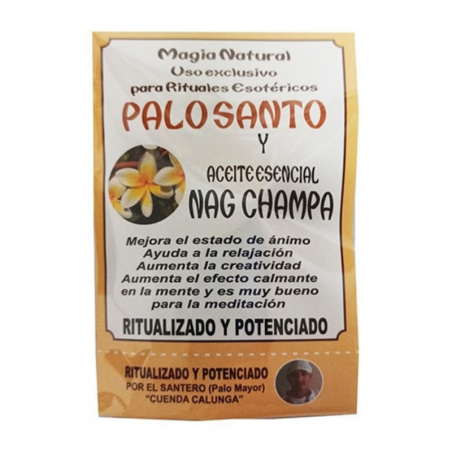 Magia Natural
Uso exclusivo
para Rituales Esotéricos
PALO SANTO
Y
ACEITE ESENCIAL
NAG CHAMPA
Mejora el estado de ánimo
Ayuda a la relajación
Aumenta la creatividad
Aumenta el efecto calmante
en la mente y es muy bueno
para la meditación
RITUALIZADO Y POTENCIADO
RITUALIZADO Y POTENCIADO
POR EL SANTERO (Palo Mayor)
"CUENDA CALUNGA"